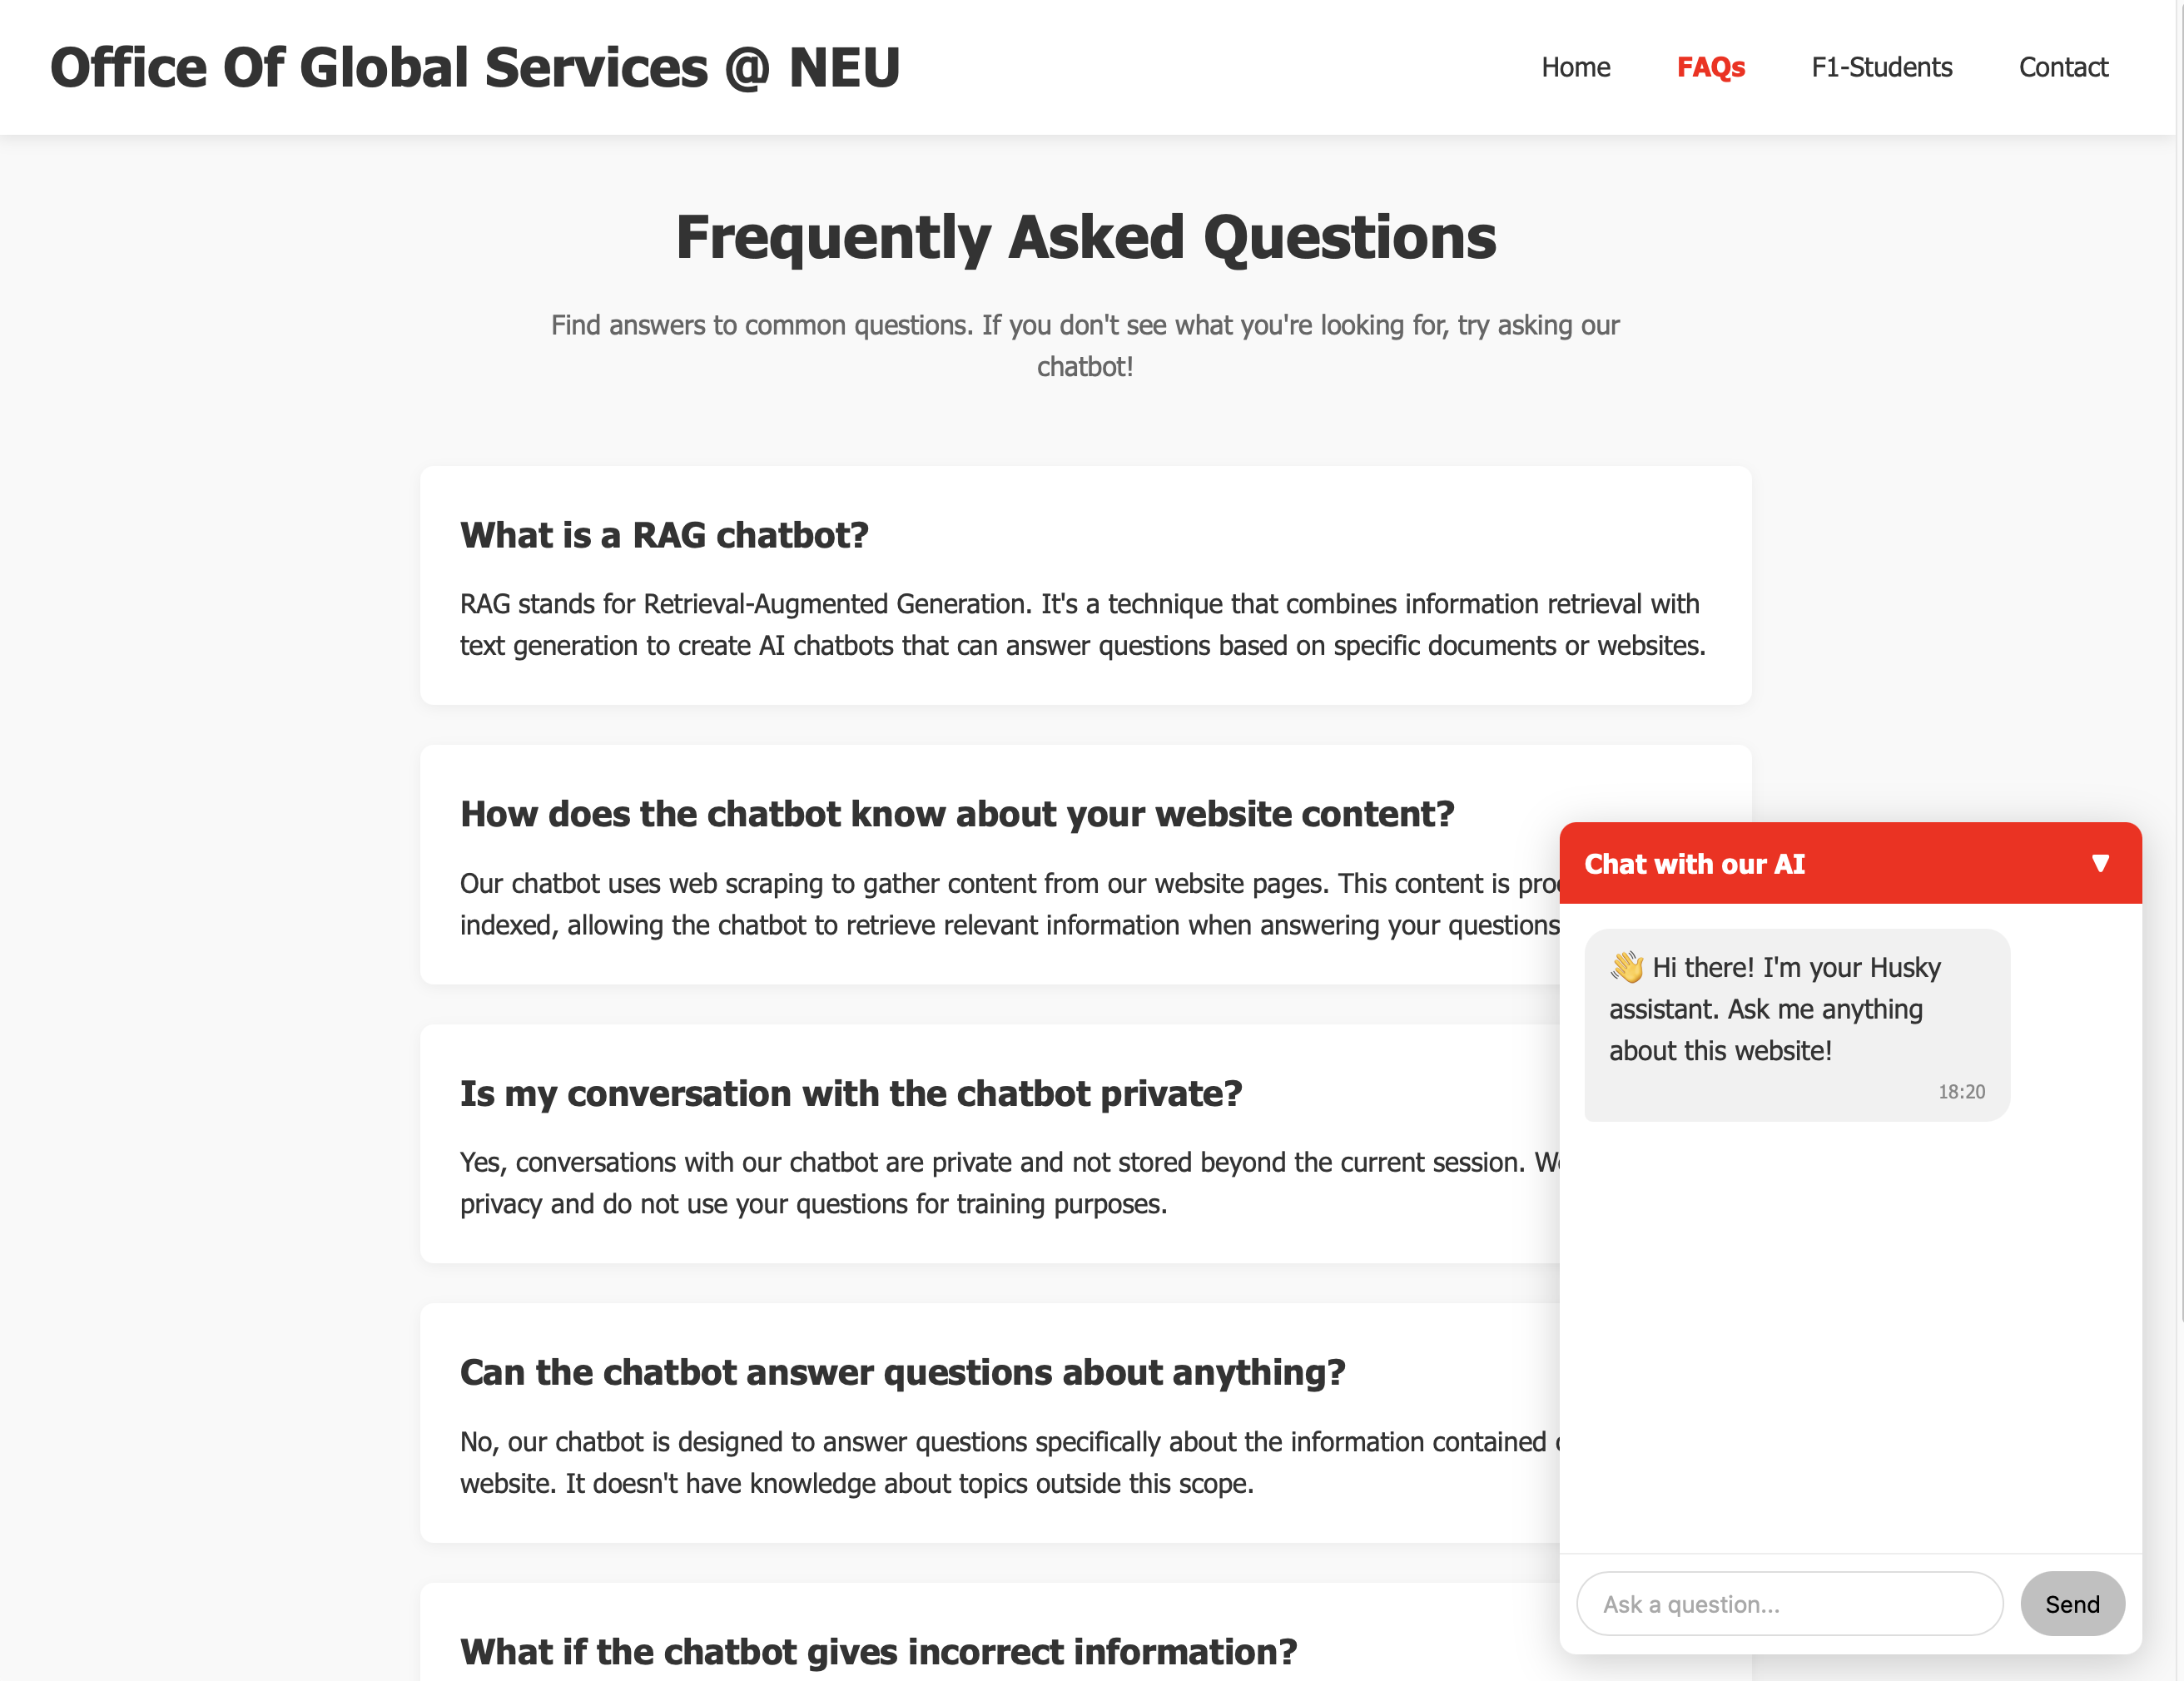 Office Of Global Services @ NEU
Home FAQs F1-Students Contact
Frequently Asked Questions
Find answers to common questions. If you don't see what you're looking for, try asking our
chatbot!
What is a RAG chatbot?
RAG stands for Retrieval-Augmented Generation. It's a technique that combines information retrieval with
text generation to create AI chatbots that can answer questions based on specific documents or websites.
How does the chatbot know about your website content?
Our chatbot uses web scraping to gather content from our website pages. This content is
indexed, allowing the chatbot to retrieve relevant information when answering your questions
Is my conversation with the chatbot private?
Yes, conversations with our chatbot are private and not stored beyond the current session.
privacy and do not use your questions for training purposes.
Can the chatbot answer questions about anything?
No, our chatbot is designed to answer questions specifically about the information contained
website. It doesn't have knowledge about topics outside this scope.
What if the chatbot gives incorrect information?
Chat with our AI
▼
👋 Hi there! I'm your Husky
assistant. Ask me anything
about this website!
18:20
Ask a question...
Send